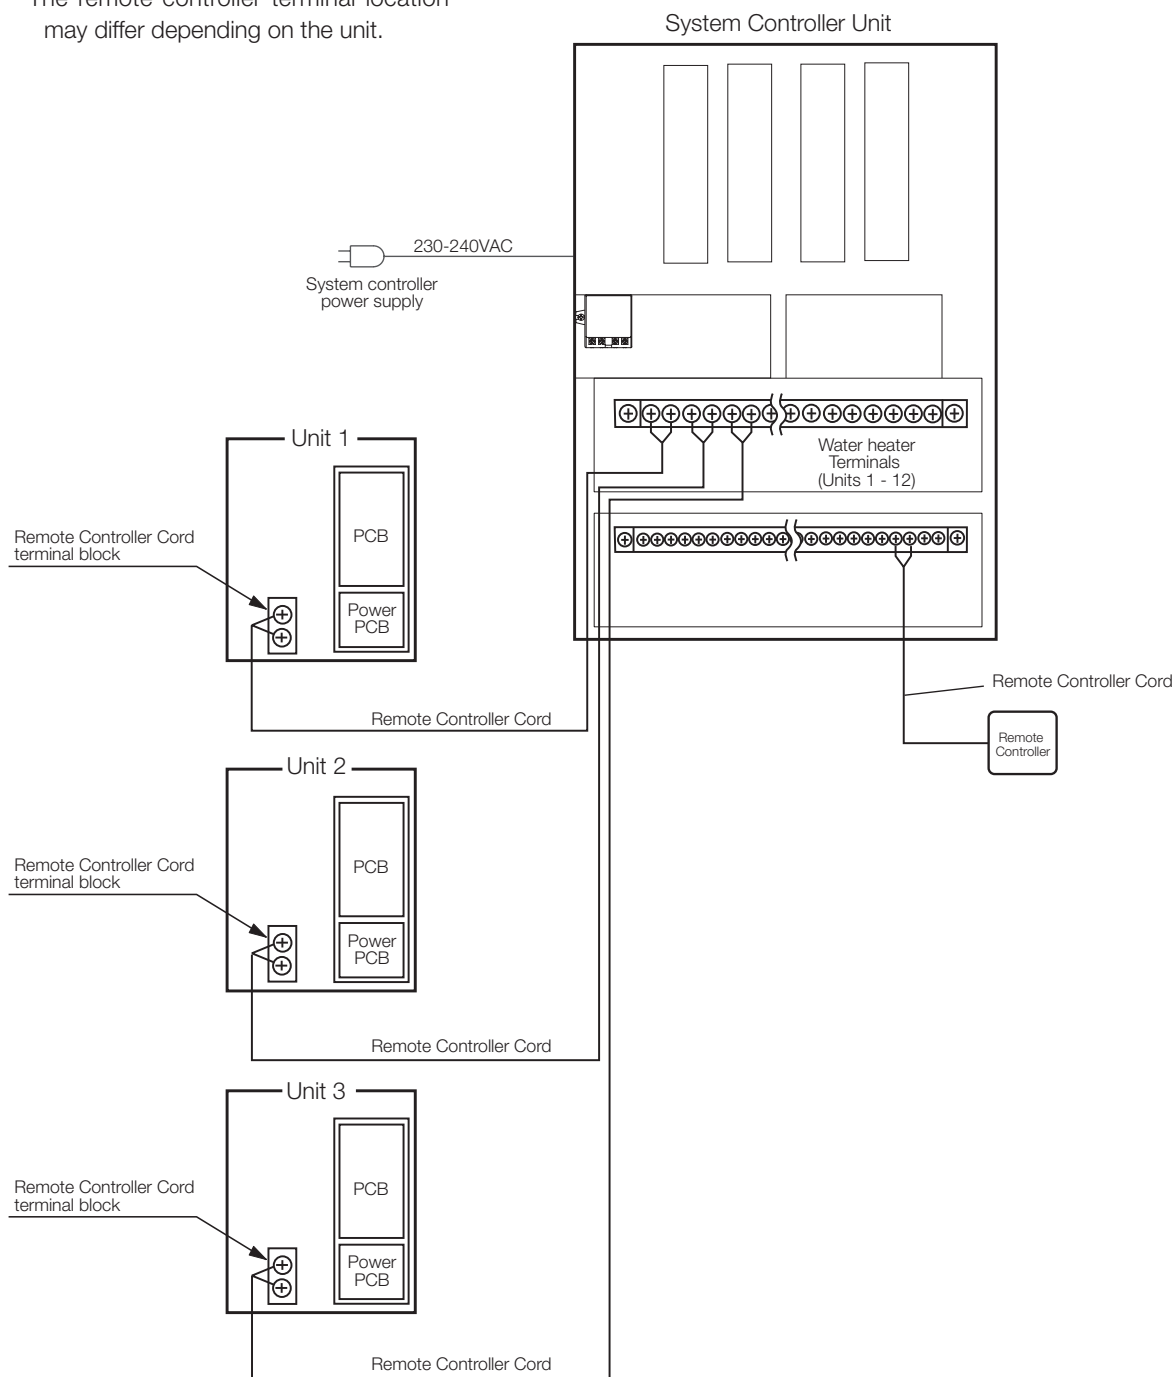 The remote controller terminal location
may differ depending on the unit.
System Controller Unit
230-240VAC
System controller
power supply
Water heater
Terminals
(Units 1 - 12)
Unit 1
Remote Controller Cord
terminal block
PCB
Power
PCB
Remote Controller Cord
Remote Controller Cord
Remote
Controller
Unit 2
Remote Controller Cord
terminal block
PCB
Power
PCB
Remote Controller Cord
Unit 3
Remote Controller Cord
terminal block
PCB
Power
PCB
Remote Controller Cord